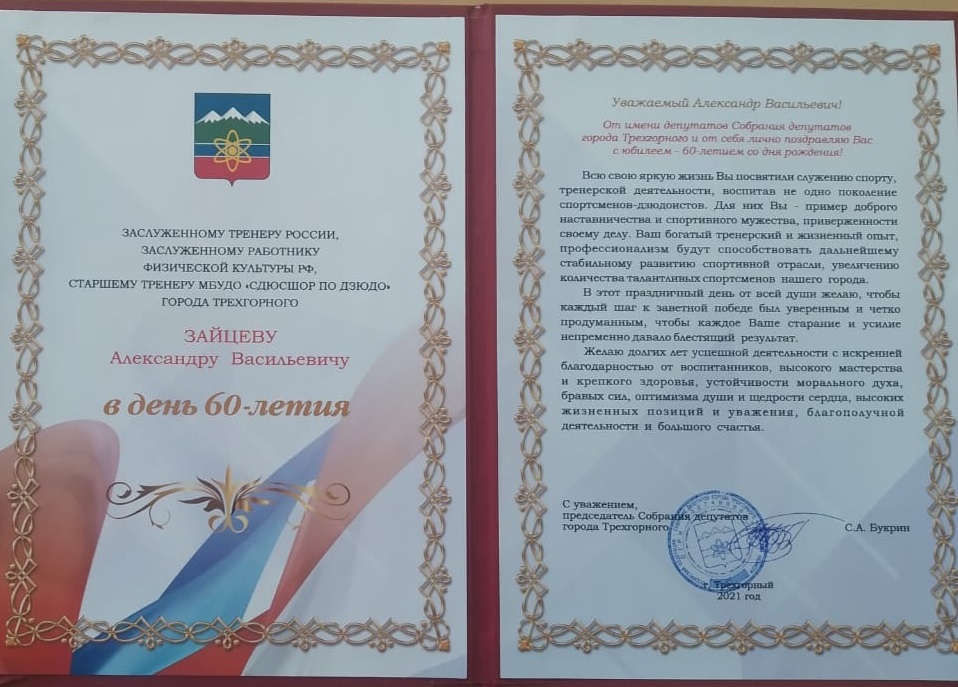 ЗАСЛУЖЕННОМУ ТРЕНЕРУ РОССИИ,
ЗАСЛУЖЕННОМУ РАБОТНИКУ
ФИЗИЧЕСКОЙ КУЛЬТУРЫ РФ,
СТАРШЕМУ ТРЕНЕРУ МБУДО «СДЮСШОР ПО ДЗЮДО»
ГОРОДА ТРЕХГОРНОГО
ЗАЙЦЕВУ
Александру Васильевичу
в день 60-летия
Уважаемый Александр Васильевич!
От имени депутатов Собрания депутатов
города Трехгорного и от себя лично поздравляю Вас
с юбилеем - 60-летием со дня рождения!
Всю свою яркую жизнь Вы посвятили служению спорту,
тренерской деятельности, воспитав не одно поколение
спортсменов-дзюдоистов. Для них Вы - пример доброго
наставничества и спортивного мужества, приверженности
своему делу. Ваш богатый тренерский и жизненный опыт,
профессионализм будут способствовать дальнейшему
стабильному развитию спортивной отрасли, увеличению
количества талантливых спортсменов нашего города.
В этот праздничный день от всей души желаю, чтобы
каждый шаг к заветной победе был уверенным и четко
продуманным, чтобы каждое Ваше старание и усилие
непременно давало блестящий результат.
Желаю долгих лет успешной деятельности с искренней
благодарностью от воспитанников, высокого мастерства
и крепкого здоровья, устойчивости морального духа,
бравых сил, оптимизма души и щедрости сердца, высоких
жизненных позиций и уважения, благополучной
деятельности и большого счастья.
С уважением,
председатель Собрания депутатов
города Трехгорного
С.А. Букрин
г. Трехгорный
2021 год